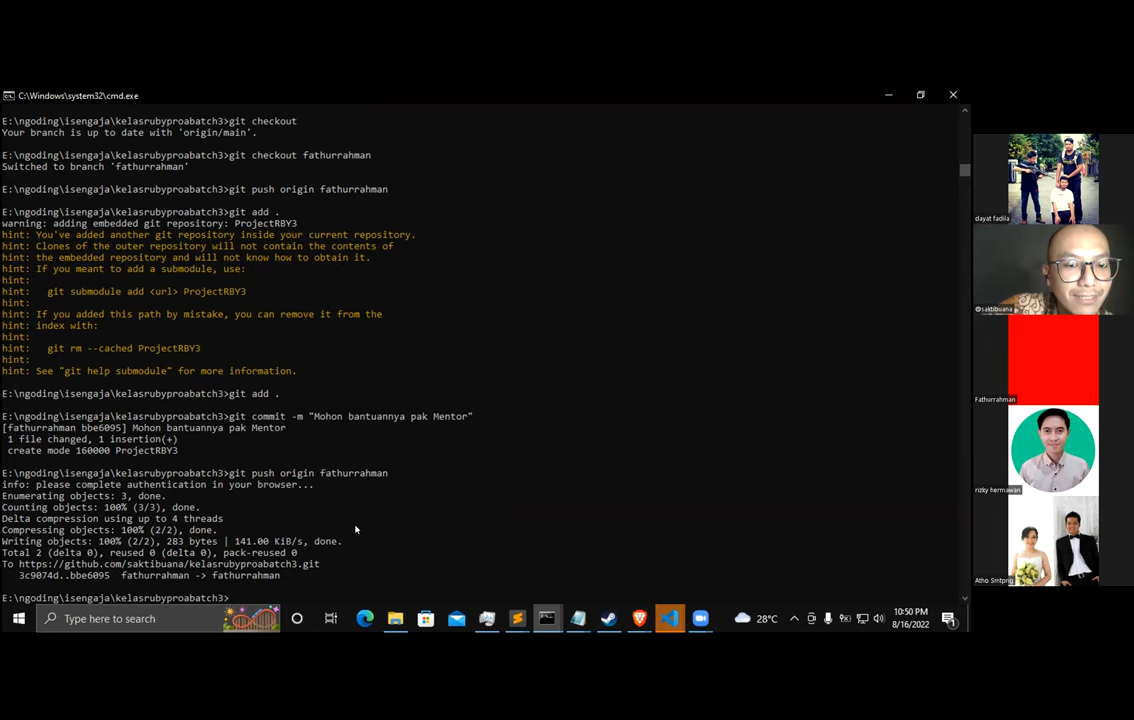 C:\Windows\system32\cmd.exe
E:\ngoding\isengaja\kelasrubyproabatch3>git checkout
Your branch is up to date with 'origin/main'.
E:\ngoding\isengaja\kelasrubyproabatch3>git checkout fathurrahman
Switched to branch 'fathurrahman'
E:\ngoding\isengaja\kelasrubyproabatch3>git push origin fathurrahman
E:\ngoding\isengaja\kelasrubyproabatch3>git add .
warning: adding embedded git repository: ProjectRBY3
hint: You've added another git repository inside your current repository.
hint: Clones of the outer repository will not contain the contents of
hint: the embedded repository and will not know how to obtain it.
hint: If you meant to add a submodule, use:
hint:
hint:   git submodule add <url> ProjectRBY3
hint:
hint: If you added this path by mistake, you can remove it from the
hint: index with:
hint:
hint:   git rm --cached ProjectRBY3
hint:
hint: See "git help submodule" for more information.
E:\ngoding\isengaja\kelasrubyproabatch3>git add .
E:\ngoding\isengaja\kelasrubyproabatch3>git commit -m "Mohon bantuannya pak Mentor"
[fathurrahman bbe6095] Mohon bantuannya pak Mentor
1 file changed, 1 insertion(+)
create mode 160000 ProjectRBY3
E:\ngoding\isengaja\kelasrubyproabatch3>git push origin fathurrahman
info: please complete authentication in your browser...
Enumerating objects: 3, done.
Counting objects: 100% (3/3), done.
Delta compression using up to 4 threads
Compressing objects: 100% (2/2), done.
Writing objects: 100% (2/2), 283 bytes | 141.00 KiB/s, done.
Total 2 (delta 0), reused 0 (delta 0), pack-reused 0
To https://github.com/saktibuana/kelasrubyproabatch3.git
3c9074d..bbe6095  fathurrahman -> fathurrahman
E:\ngoding\isengaja\kelasrubyproabatch3>
Type here to search
28°C
10:50 PM
8/16/2022
1
dayat fadila
@saktibuana
Fathurrahman
rizky hermawan
Atho Smtprig